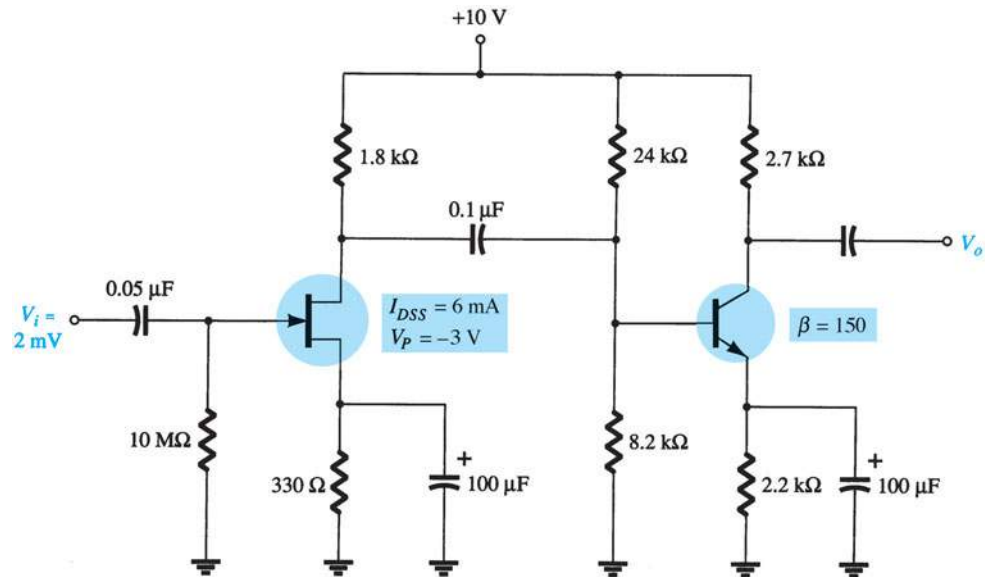 +10 V
1.8 kΩ
24 kΩ
2.7 kΩ
0.1 μF
V_o
0.05 μF
V_i =
2 mV
I_DSS = 6 mA
V_P = −3 V
β = 150
10 MΩ
330 Ω
+
100 μF
8.2 kΩ
2.2 kΩ
+
100 μF